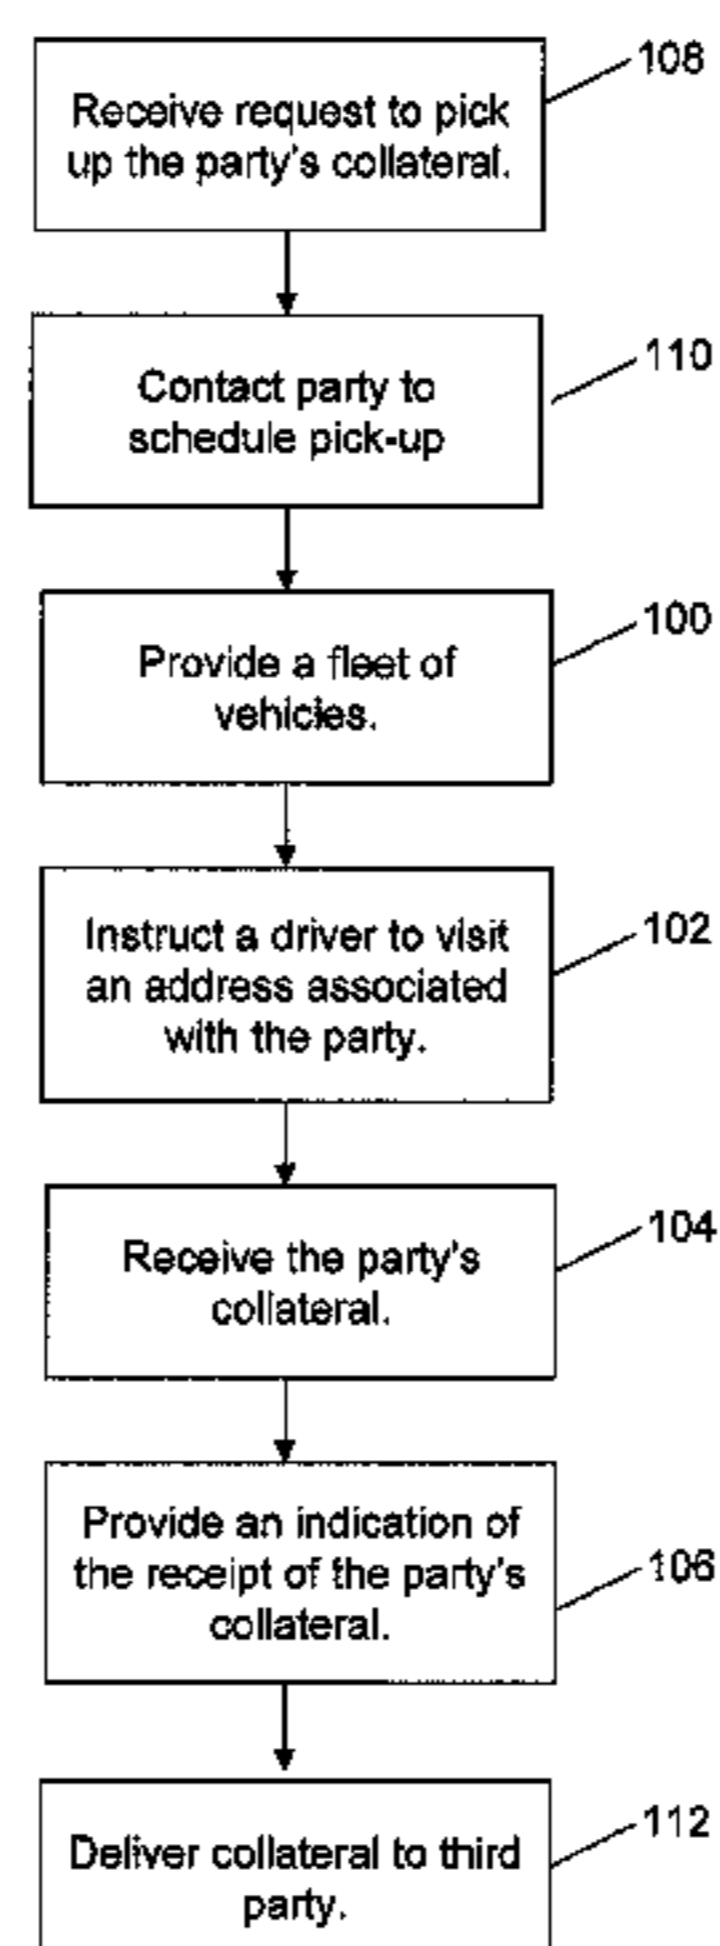 108
Receive request to pick
up the party's collateral.
110
Contact party to
schedule pick-up
100
Provide a fleet of
vehicles.
102
Instruct a driver to visit
an address associated
with the party.
104
Receive the party's
collateral.
106
Provide an indication of
the receipt of the party's
collateral.
112
Deliver collateral to third
party.